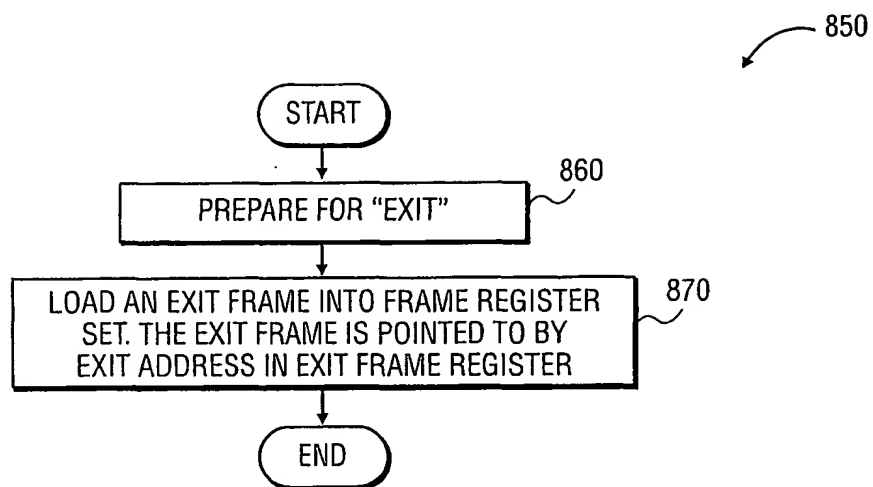 850
START
860
PREPARE FOR “EXIT”
870
LOAD AN EXIT FRAME INTO FRAME REGISTER
SET. THE EXIT FRAME IS POINTED TO BY
EXIT ADDRESS IN EXIT FRAME REGISTER
END